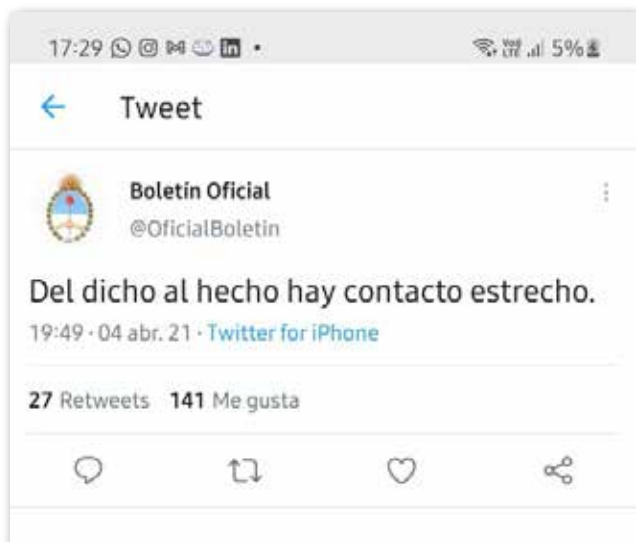 17:29
5%
Tweet
Boletín Oficial
@OficialBoletin
Del dicho al hecho hay contacto estrecho.
19:49 · 04 abr. 21 · Twitter for iPhone
27 Retweets 141 Me gusta